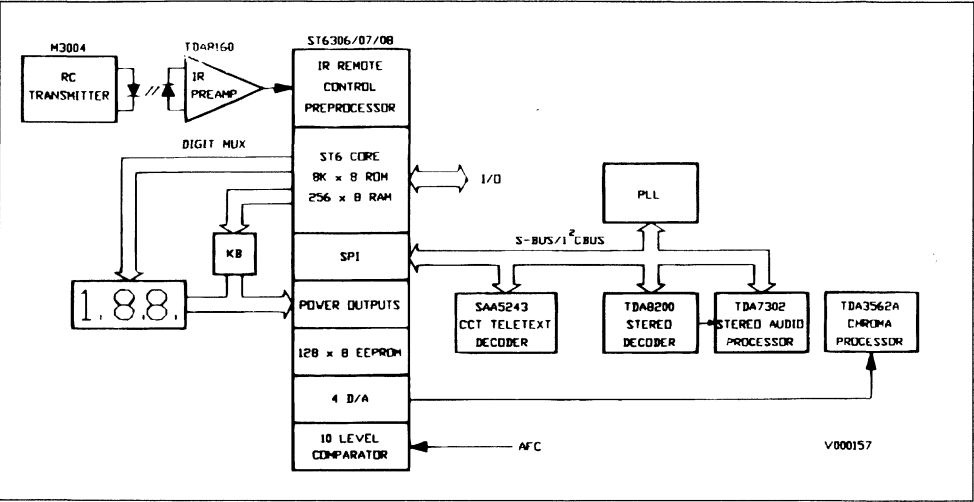 M3004
RC
TRANSMITTER
TDA8160
IR
PREAMP
ST6306/07/08
IR REMOTE
CONTROL
PREPROCESSOR
DIGIT MUX
ST6 CORE
8K x 8 ROM
256 x 8 RAM
I/O
PLL
KB
SPI
S-BUS/I²CBUS
1.8.8.
POWER OUTPUTS
SAA5243
CCT TELETEXT
DECODER
TDA8200
STEREO
DECODER
TDA7302
STEREO AUDIO
PROCESSOR
TDA3562A
CHROMA
PROCESSOR
128 x 8 EEPROM
4 D/A
10 LEVEL
COMPARATOR
AFC
V000157